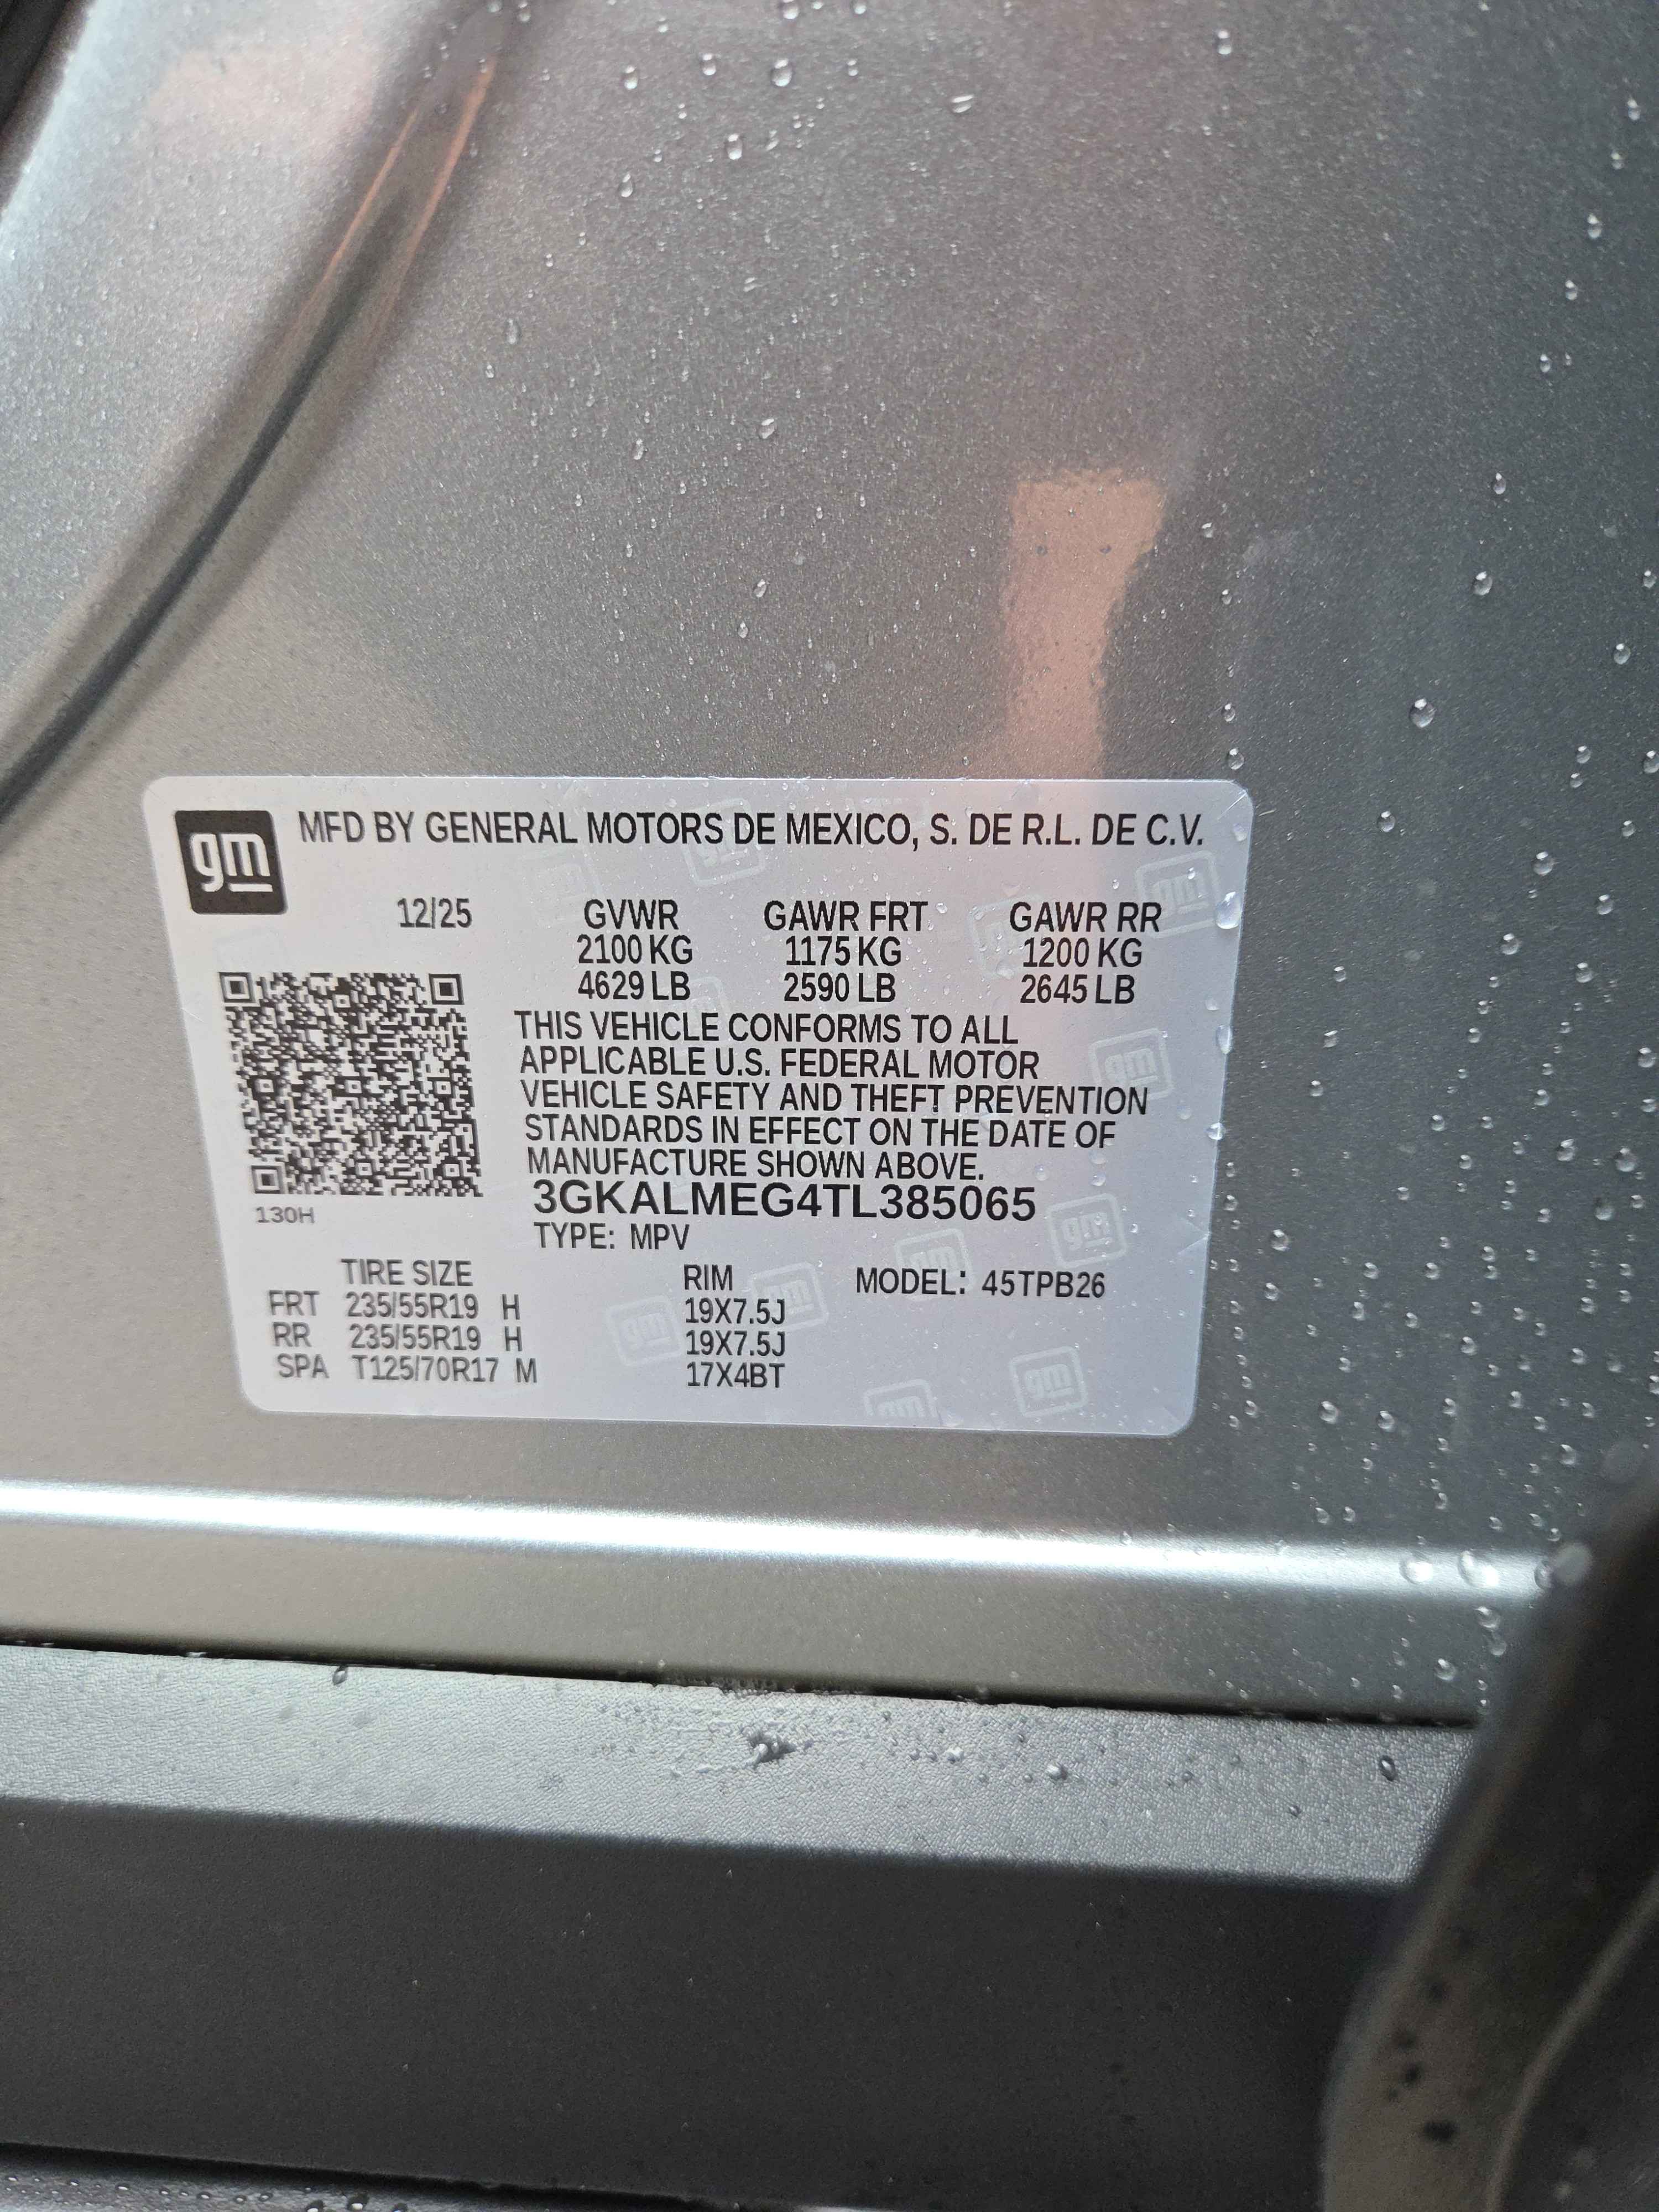 gm
MFD BY GENERAL MOTORS DE MEXICO, S. DE R.L. DE C.V.
12/25 GVWR GAWR FRT GAWR RR
2100 KG 1175 KG 1200 KG
4629 LB 2590 LB 2645 LB
THIS VEHICLE CONFORMS TO ALL
APPLICABLE U.S. FEDERAL MOTOR
VEHICLE SAFETY AND THEFT PREVENTION
STANDARDS IN EFFECT ON THE DATE OF
MANUFACTURE SHOWN ABOVE.
3GKALMEG4TL385065
130H
TYPE: MPV
TIRE SIZE RIM MODEL: 45TPB26
FRT 235/55R19 H 19X7.5J
RR 235/55R19 H 19X7.5J
SPA T125/70R17 M 17X4BT